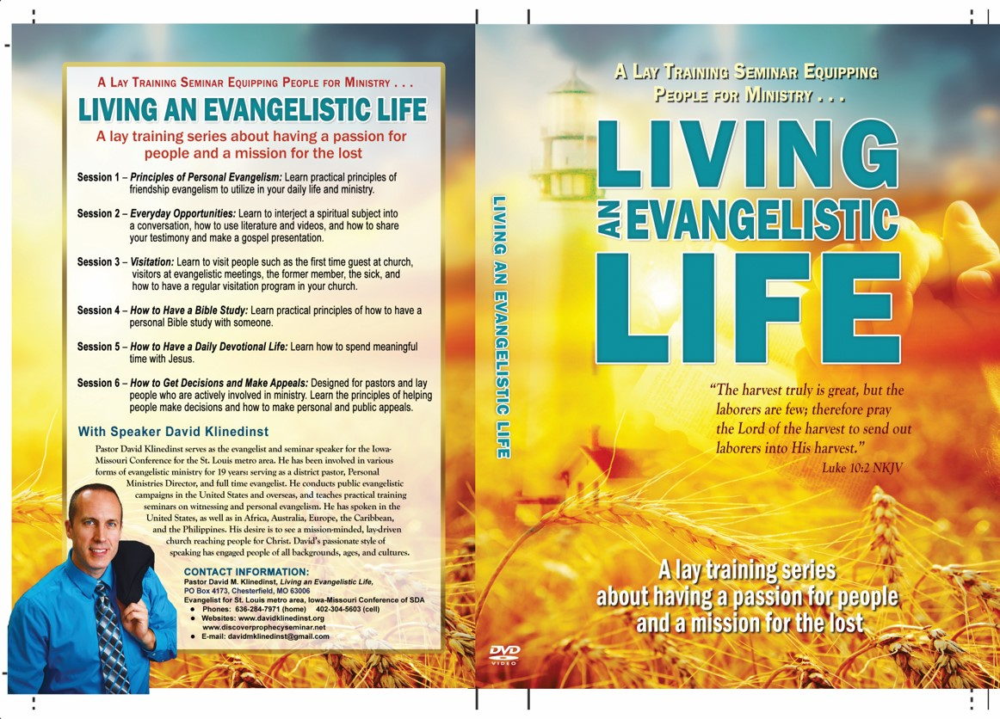 A Lay Training Seminar Equipping People for Ministry . . .
LIVING AN EVANGELISTIC LIFE
A lay training series about having a passion for
people and a mission for the lost
Session 1 – Principles of Personal Evangelism: Learn practical principles of
friendship evangelism to utilize in your daily life and ministry.
Session 2 – Everyday Opportunities: Learn to interject a spiritual subject into
a conversation, how to use literature and videos, and how to share
your testimony and make a gospel presentation.
Session 3 – Visitation: Learn to visit people such as the first time guest at church,
visitors at evangelistic meetings, the former member, the sick, and
how to have a regular visitation program in your church.
Session 4 – How to Have a Bible Study: Learn practical principles of how to have a
personal Bible study with someone.
Session 5 – How to Have a Daily Devotional Life: Learn how to spend meaningful
time with Jesus.
Session 6 – How to Get Decisions and Make Appeals: Designed for pastors and lay
people who are actively involved in ministry. Learn the principles of helping
people make decisions and how to make personal and public appeals.
With Speaker David Klinedinst
Pastor David Klinedinst serves as the evangelist and seminar speaker for the Iowa-
Missouri Conference for the St. Louis metro area. He has been involved in various
forms of evangelistic ministry for 19 years: serving as a district pastor, Personal
Ministries Director, and full time evangelist. He conducts public evangelistic
campaigns in the United States and overseas, and teaches practical training
seminars on witnessing and personal evangelism. He has spoken in the
United States, as well as in Africa, Australia, Europe, the Caribbean,
and the Philippines. His desire is to see a mission-minded, lay-driven
church reaching people for Christ. David's passionate style of
speaking has engaged people of all backgrounds, ages, and cultures.
CONTACT INFORMATION:
Pastor David M. Klinedinst, Living an Evangelistic Life,
PO Box 4173, Chesterfield, MO 63006
Evangelist for St. Louis metro area, Iowa-Missouri Conference of SDA
● Phones: 636-284-7971 (home) 402-304-5603 (cell)
● Websites: www.davidklinedinst.org
www.discoverprophecyseminar.net
● E-mail: davidmklinedinst@gmail.com
LIVING AN EVANGELISTIC LIFE
A Lay Training Seminar Equipping
People for Ministry . . .
LIVING
AN EVANGELISTIC
LIFE
“The harvest truly is great, but the
laborers are few; therefore pray
the Lord of the harvest to send out
laborers into His harvest.”
Luke 10:2 NKJV
A lay training series
about having a passion for people
and a mission for the lost
DVD
VIDEO